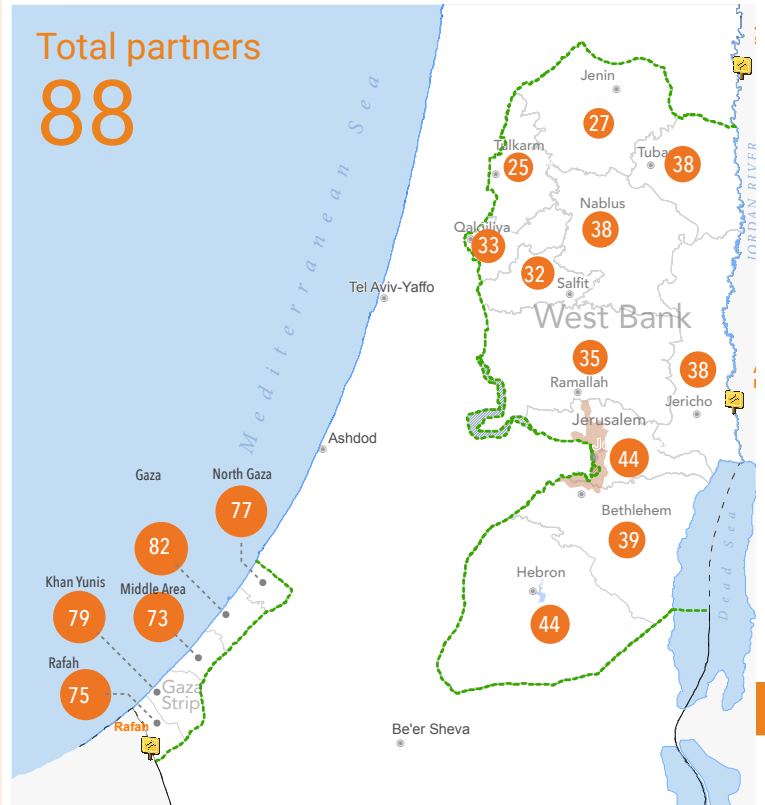 Total partners
88
Mediterranean Sea
Jenin
27
Tulkarm
25
38
Nablus
38
Qalqiliya
33
32
Salfit
JORDAN RIVER
Tel Aviv-Yaffo
West Bank
35
38
Ramallah
Jericho
Jerusalem
44
Ashdod
Gaza
North Gaza
77
82
Bethlehem
39
Dead Sea
Khan Yunis
Middle Area
79
73
Hebron
44
Rafah
75
Gaza
Strip
Rafah
Be'er Sheva